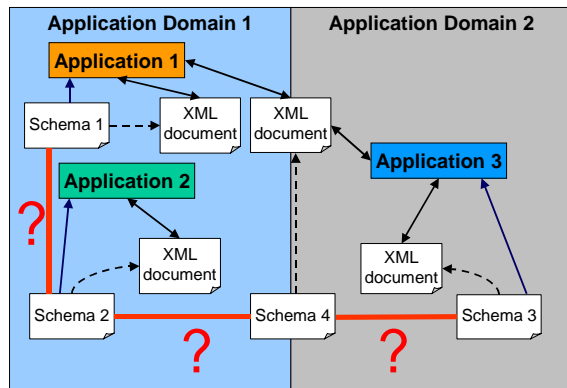 Application Domain 1
Application Domain 2
Application 1
Schema 1
XML
document
XML
document
Application 2
Application 3
?
XML
document
XML
document
Schema 2
Schema 4
Schema 3
?
?